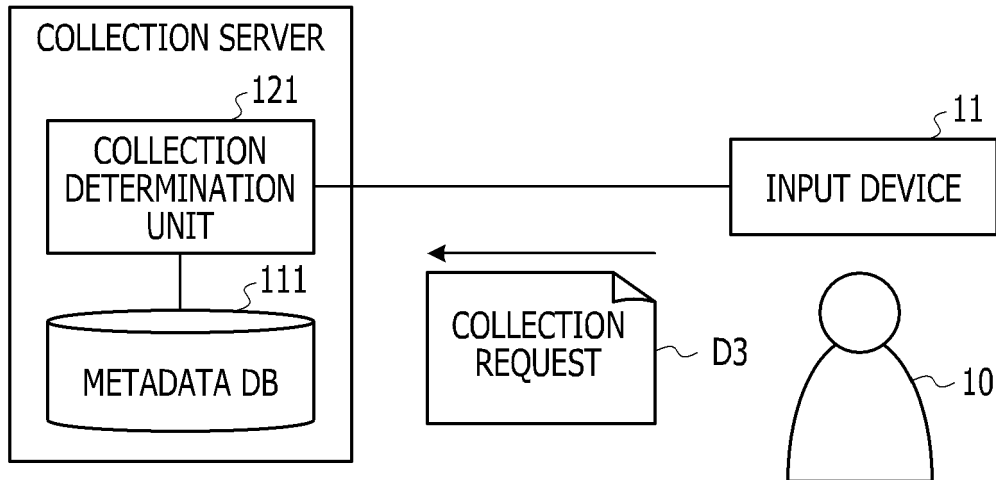 COLLECTION SERVER
121
COLLECTION
DETERMINATION
UNIT
111
METADATA DB
11
INPUT DEVICE
COLLECTION
REQUEST
D3
10